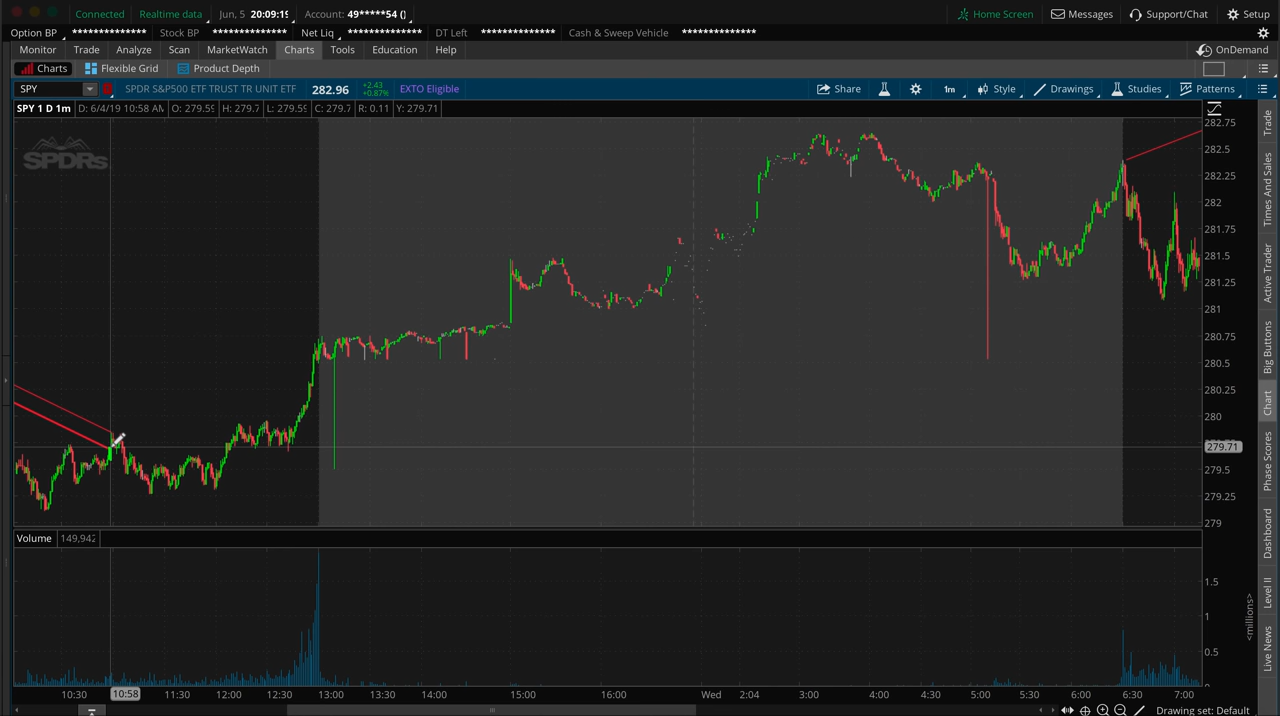 Connected Realtime data Jun, 5 20:09:19 Account: 49*****54 () Home Screen Messages Support/Chat Setup
Option BP ************** Stock BP ************** Net Liq ************** DT Left ************** Cash & Sweep Vehicle **************
Monitor Trade Analyze Scan MarketWatch Charts Tools Education Help OnDemand
Charts Flexible Grid Product Depth
SPY SPDR S&P500 ETF TRUST TR UNIT ETF 282.96 +2.43 +0.87% EXTO Eligible Share 1m Style Drawings Studies Patterns
SPY 1 D 1m D: 6/4/19 10:58 AM O: 279.59 H: 279.7 L: 279.59 C: 279.7 R: 0.11 Y: 279.71
SPDRs
282.75
282.5
282.25
282
281.75
281.5
281.25
281
280.75
280.5
280.25
280
279.71
279.5
279.25
279
Volume 149,942
1.5
1
0.5
0
<millions>
10:30 10:58 11:30 12:00 12:30 13:00 13:30 14:00 15:00 16:00 Wed 2:04 3:00 4:00 4:30 5:00 5:30 6:00 6:30 7:00
Drawing set: Default
Trade
Times And Sales
Active Trader
Big Buttons
Chart
Phase Scores
Dashboard
Level II
Live News